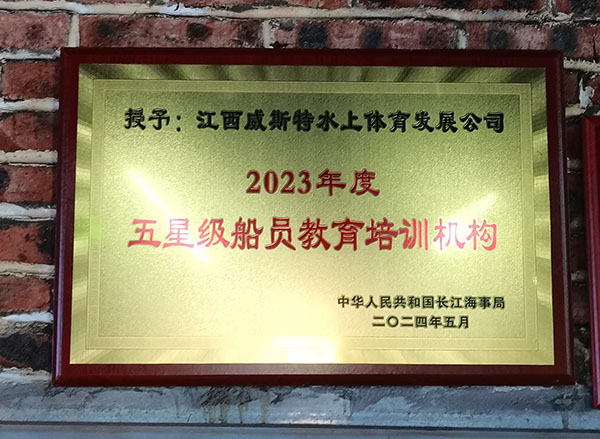 授予：江西威斯特水上体育发展公司
2023年度
五星级船员教育培训机构
中华人民共和国长江海事局
二〇二四年五月